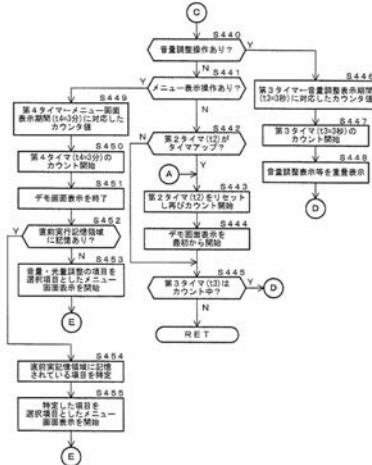 C
S440
音量調整操作あり?
Y
N
S441
メニュー表示操作あり?
Y
N
S446
第3タイマ←音量調整表示期間
(t3=3秒)に対応したカウンタ値
S447
第3タイマ(t3=3秒)の
カウント開始
S448
音量調整表示等を重畳表示
D
S449
第4タイマ←メニュー画面
表示期間(t4=3分)に対応した
カウンタ値
S450
第4タイマ(t4=3分)の
カウント開始
S451
デモ画面表示を終了
S452
直前実行記憶領域
に記憶あり?
Y
N
S453
音量・光量調整の項目を
選択項目としたメニュー
画面表示を開始
E
S442
第2タイマ(t2)が
タイムアップ?
N
Y
A
S443
第2タイマ(t2)をリセット
し再びカウント開始
S444
デモ画面表示を
最初から開始
S445
第3タイマ(t3)は
カウント中?
Y
D
N
RET
S454
直前実記憶領域に記憶
されている項目を特定
S455
特定した項目を
選択項目としたメニュー
画面表示を開始
E